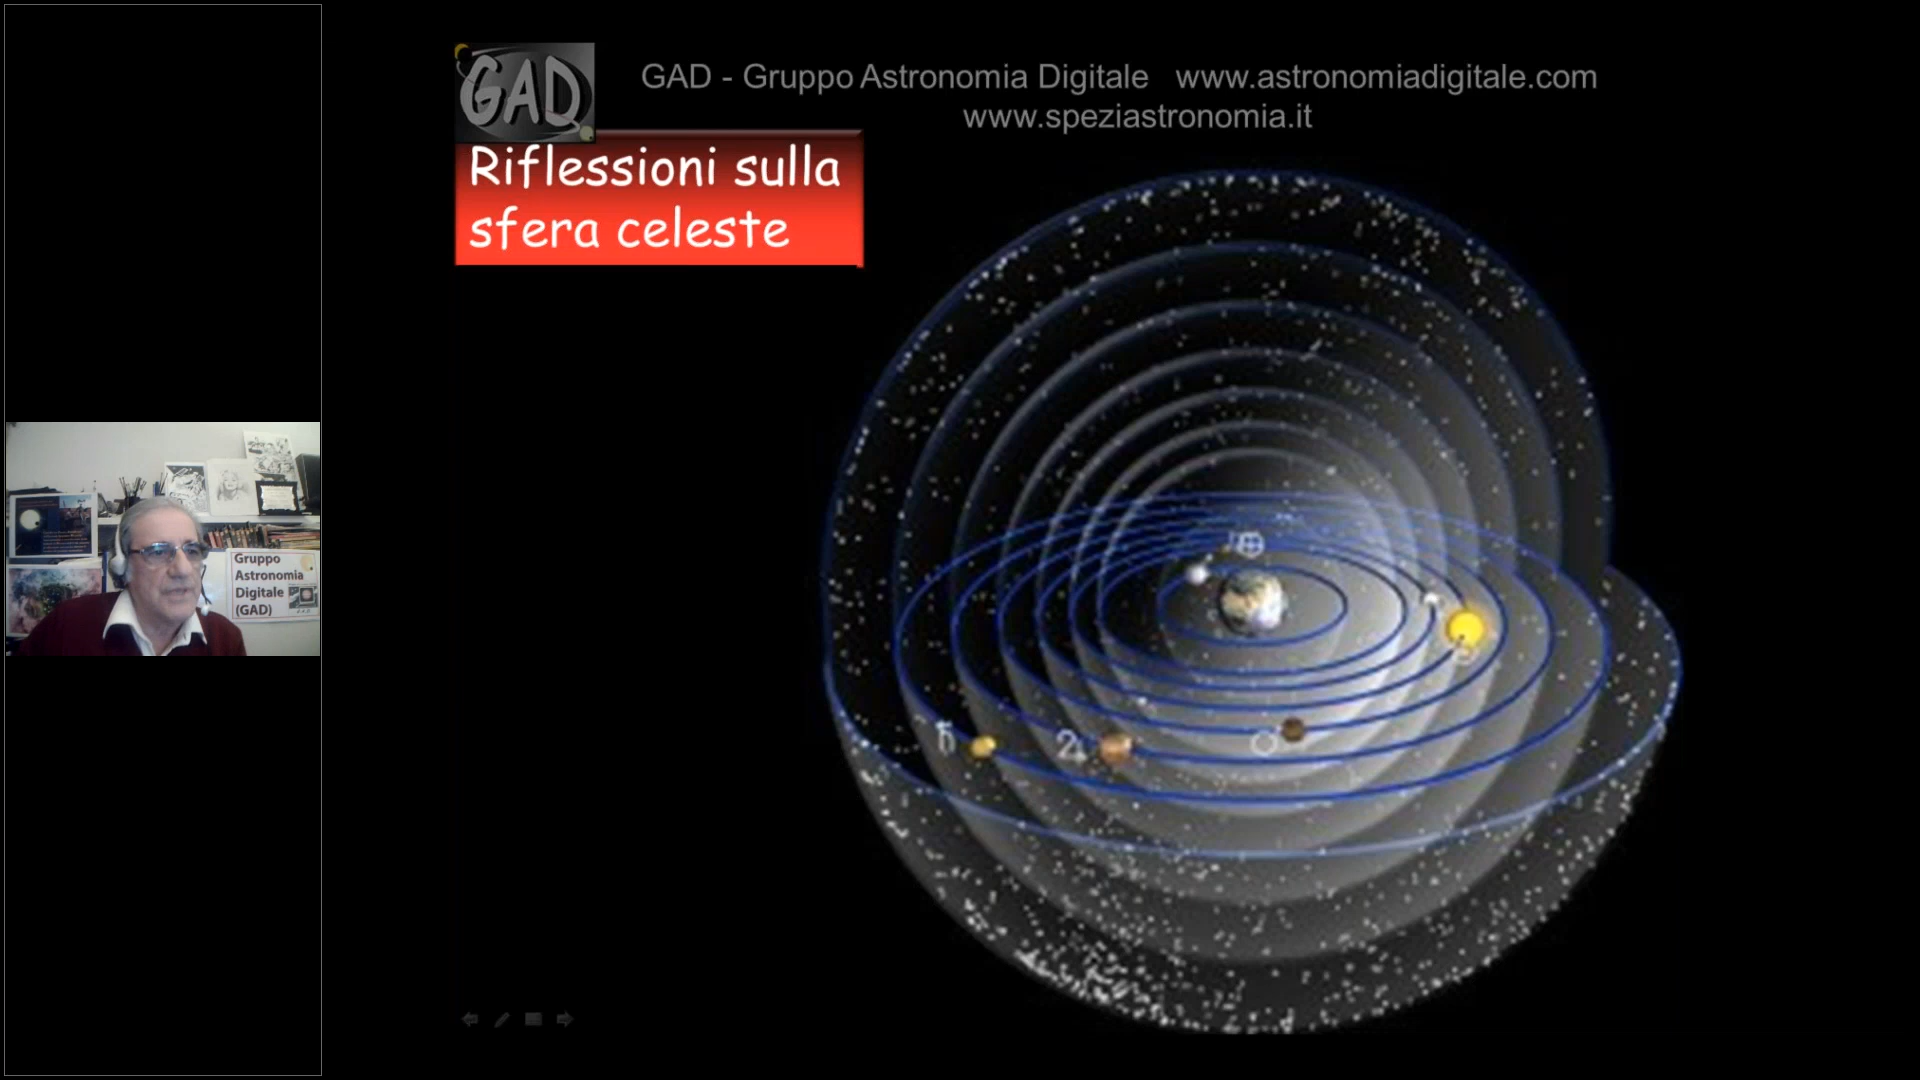 GAD
GAD - Gruppo Astronomia Digitale www.astronomiadigitale.com
www.speziastronomia.it
Riflessioni sulla
sfera celeste
Gruppo
Astronomia
Digitale
(GAD)